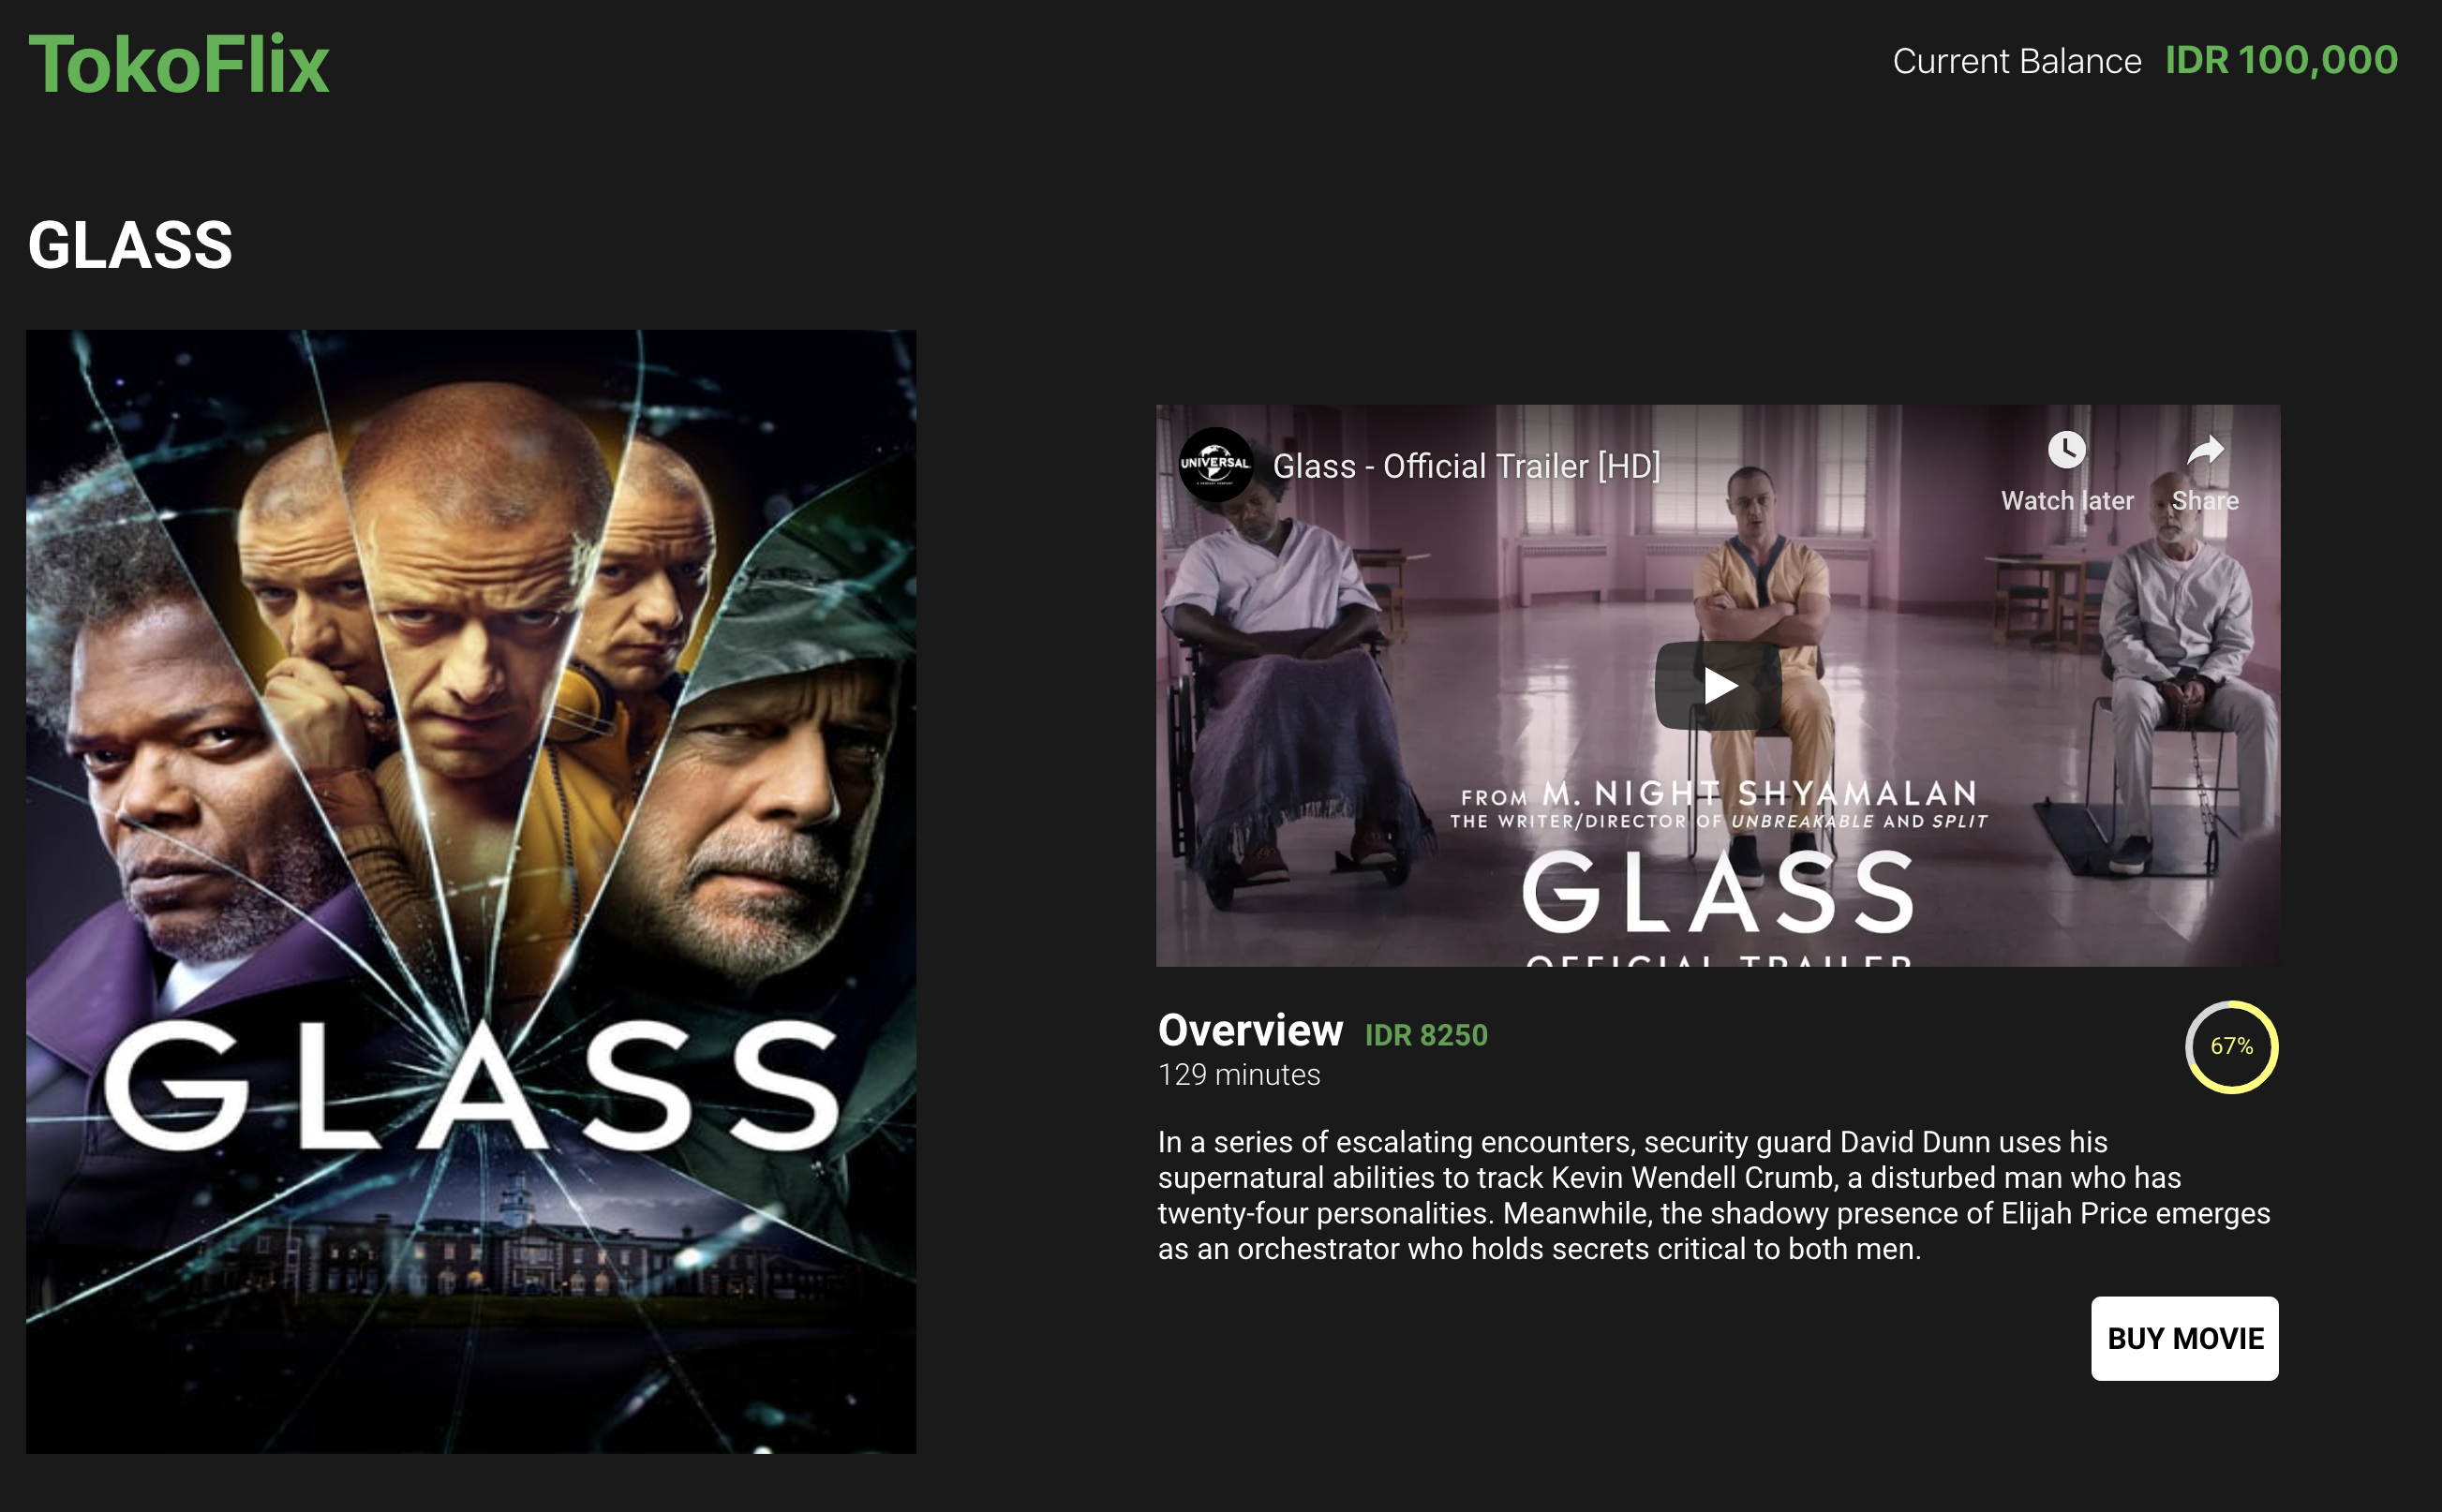 TokoFlix
Current Balance IDR 100,000
GLASS
GLASS
UNIVERSAL
Glass - Official Trailer [HD]
Watch later
Share
FROM M. NIGHT SHYAMALAN
THE WRITER/DIRECTOR OF UNBREAKABLE AND SPLIT
GLASS
OFFICIAL TRAILER
Overview IDR 8250
129 minutes
67%
In a series of escalating encounters, security guard David Dunn uses his
supernatural abilities to track Kevin Wendell Crumb, a disturbed man who has
twenty-four personalities. Meanwhile, the shadowy presence of Elijah Price emerges
as an orchestrator who holds secrets critical to both men.
BUY MOVIE